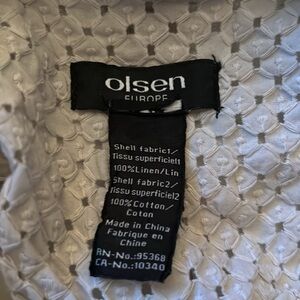 olsen
EUROPE
Shell fabric1/
Tissu superficiel1
100%Linen/Lin
Shell fabric2/
Tissu superficiel2
100%Cotton/
Coton
Made in China
Fabrique en
Chine
RN-No.:95368
CA-No.:10340